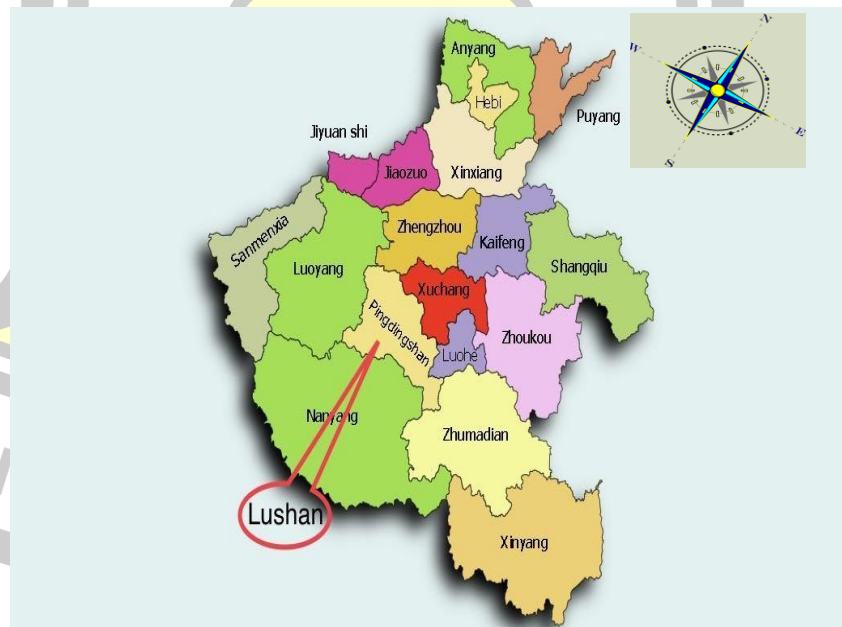 Anyang
Hebi
Puyang
Jiyuan shi
Jiaozuo
Xinxiang
Sanmenxia
Luoyang
Zhengzhou
Kaifeng
Shangqiu
Xuchang
Pingdingshan
Luohe
Zhoukou
Nanyang
Zhumadian
Lushan
Xinyang
N
W
E
S